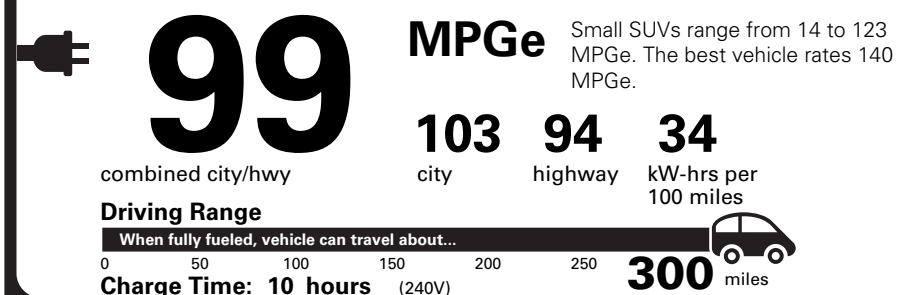 99
MPGe
Small SUVs range from 14 to 123
MPGe. The best vehicle rates 140
MPGe.
103 94 34
combined city/hwy city highway kW-hrs per
100 miles
Driving Range
When fully fueled, vehicle can travel about...
0 50 100 150 200 250 300 miles
Charge Time: 10 hours (240V)